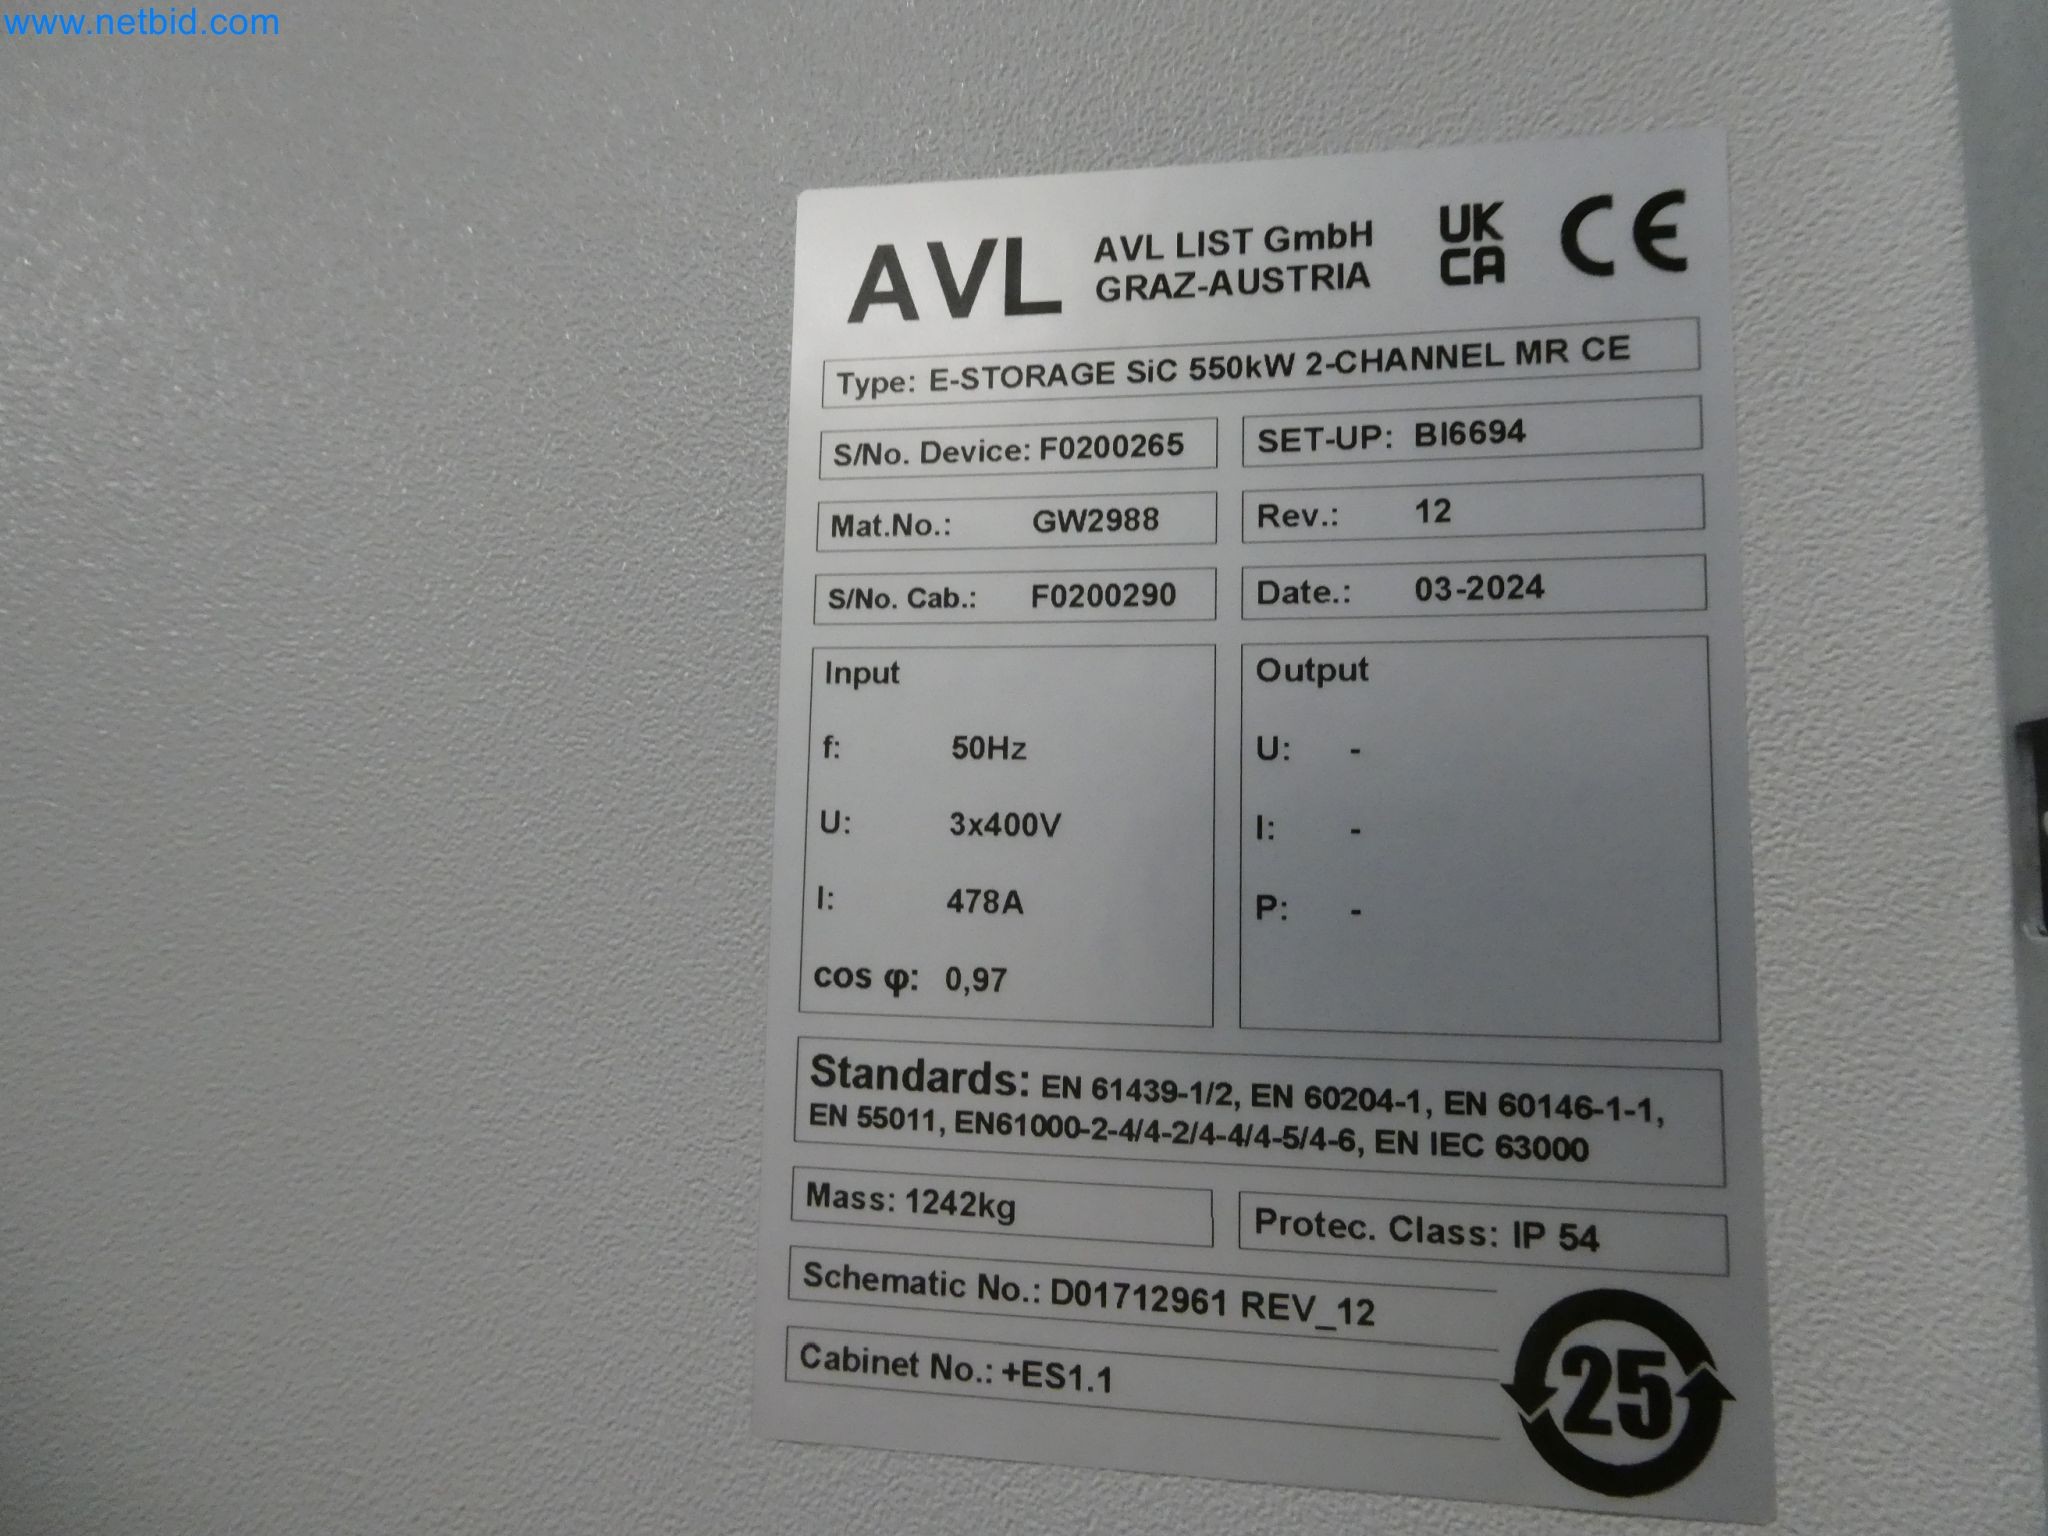 www.netbid.com
AVL
AVL LIST GmbH
GRAZ-AUSTRIA
UK
CA
CE
Type: E-STORAGE SiC 550kW 2-CHANNEL MR CE
S/No. Device: F0200265
SET-UP: BI6694
Mat.No.: GW2988
Rev.: 12
S/No. Cab.: F0200290
Date.: 03-2024
Input
f: 50Hz
U: 3x400V
I: 478A
cos φ: 0,97
Output
U: -
I: -
P: -
Standards: EN 61439-1/2, EN 60204-1, EN 60146-1-1,
EN 55011, EN61000-2-4/4-2/4-4/4-5/4-6, EN IEC 63000
Mass: 1242kg
Protec. Class: IP 54
Schematic No.: D01712961 REV_12
Cabinet No.: +ES1.1
25